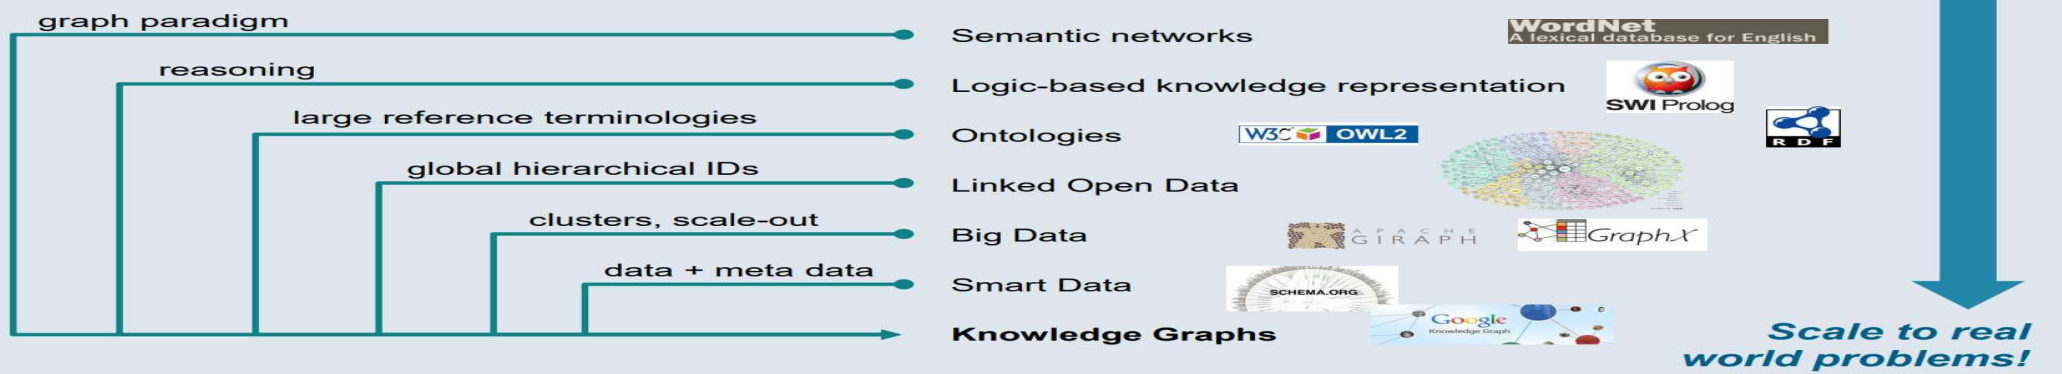 graph paradigm
Semantic networks
WordNet
A lexical database for English
reasoning
Logic-based knowledge representation
SWI Prolog
large reference terminologies
Ontologies
W3C OWL2
RDF
global hierarchical IDs
Linked Open Data
clusters, scale-out
Big Data
APACHE
GIRAPH
GraphX
data + meta data
Smart Data
SCHEMA.ORG
Knowledge Graphs
Google
Knowledge Graph
Scale to real
world problems!